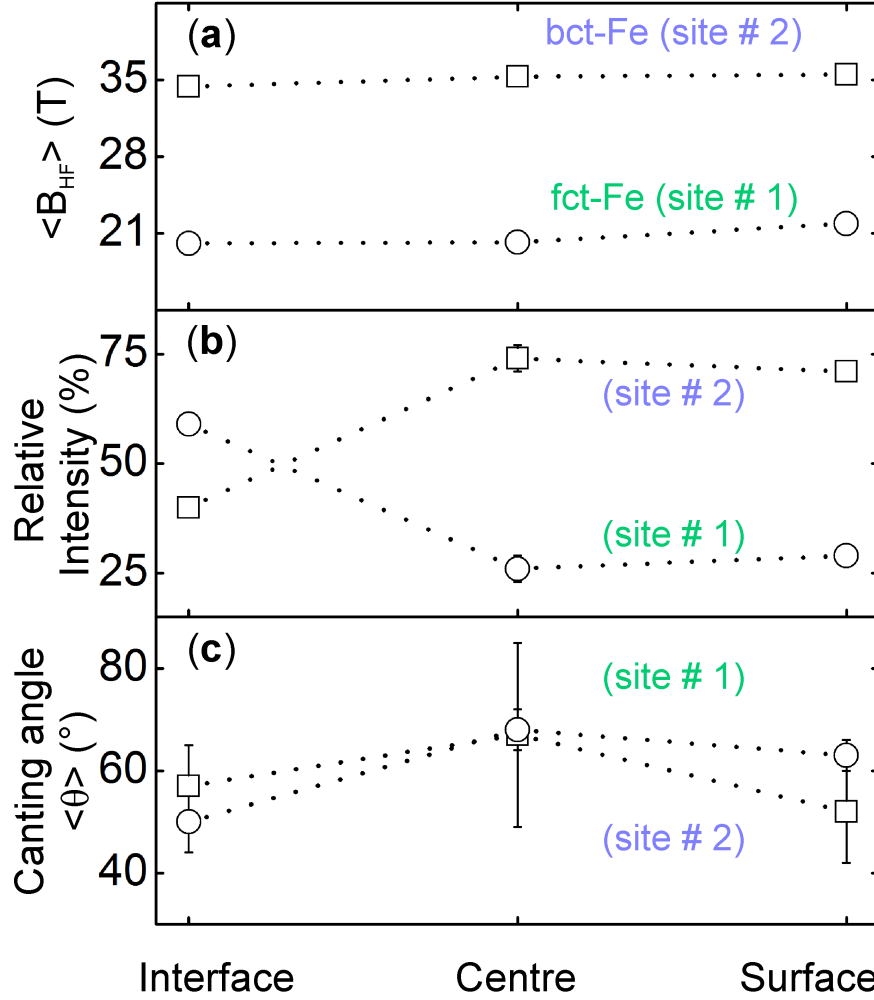 (a)
bct-Fe (site # 2)
fct-Fe (site # 1)
<B_HF> (T)
35
28
21
(b)
(site # 2)
(site # 1)
Relative
Intensity (%)
75
50
25
(c)
(site # 1)
(site # 2)
Canting angle
<θ> (°)
80
60
40
Interface
Centre
Surface